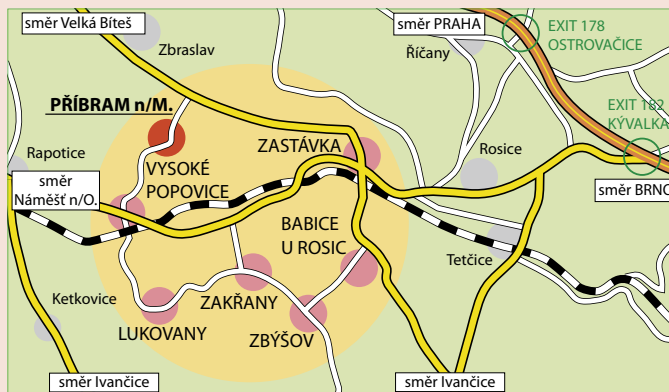 směr Velká Bíteš
Zbraslav
směr PRAHA
Říčany
EXIT 178
OSTROVAČICE
PŘÍBRAM n/M.
EXIT 182
KÝVALKA
ZASTÁVKA
Rosice
Rapotice
VYSOKÉ
POPOVICE
směr
Náměšť n/O.
směr BRNO
BABICE
U ROSIC
Tetčice
Ketkovice
ZAKŘANY
LUKOVANY
ZBÝŠOV
směr Ivančice
směr Ivančice